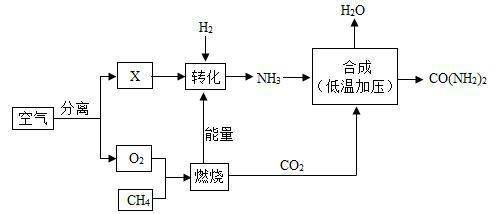 H₂O
H₂
X
转化
NH₃
合成
（低温加压）
CO(NH₂)₂
空气
分离
能量
O₂
CH₄
燃烧
CO₂